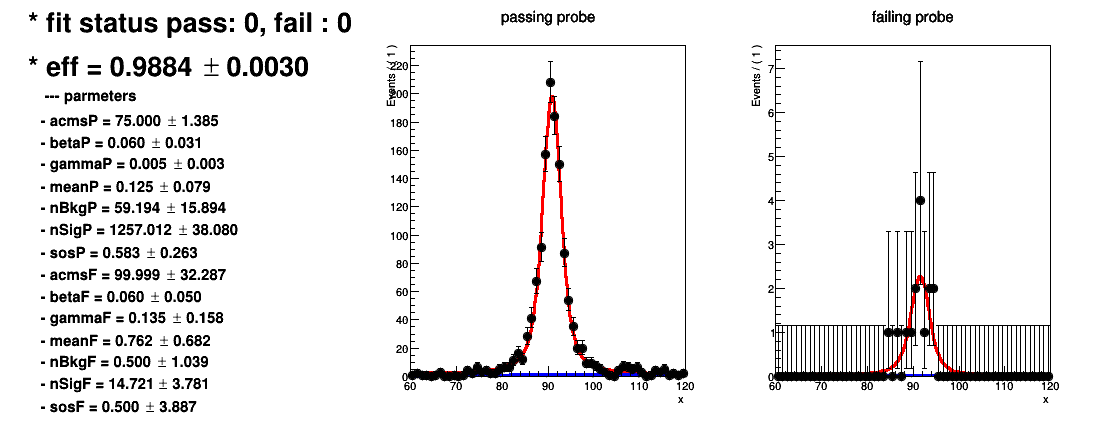 * fit status pass: 0, fail : 0
* eff = 0.9884 ± 0.0030
--- parmeters
- acmsP = 75.000 ± 1.385
- betaP = 0.060 ± 0.031
- gammaP = 0.005 ± 0.003
- meanP = 0.125 ± 0.079
- nBkgP = 59.194 ± 15.894
- nSigP = 1257.012 ± 38.080
- sosP = 0.583 ± 0.263
- acmsF = 99.999 ± 32.287
- betaF = 0.060 ± 0.050
- gammaF = 0.135 ± 0.158
- meanF = 0.762 ± 0.682
- nBkgF = 0.500 ± 1.039
- nSigF = 14.721 ± 3.781
- sosF = 0.500 ± 3.887
passing probe
Events / ( 1 )
220
200
180
160
140
120
100
80
60
40
20
0
60 70 80 90 100 110 120
x
failing probe
Events / ( 1 )
7
6
5
4
3
2
1
0
60 70 80 90 100 110 120
x